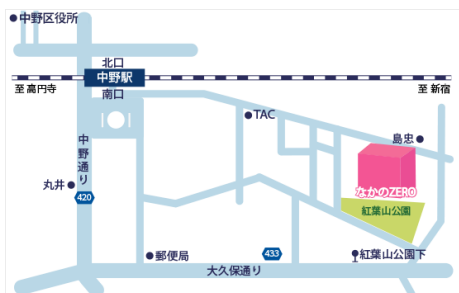 中野区役所
北口
中野駅
至高円寺
至新宿
南口
TAC
島忠
中野通り
丸井
なかのZERO
420
紅葉山公園
郵便局
433
紅葉山公園下
大久保通り